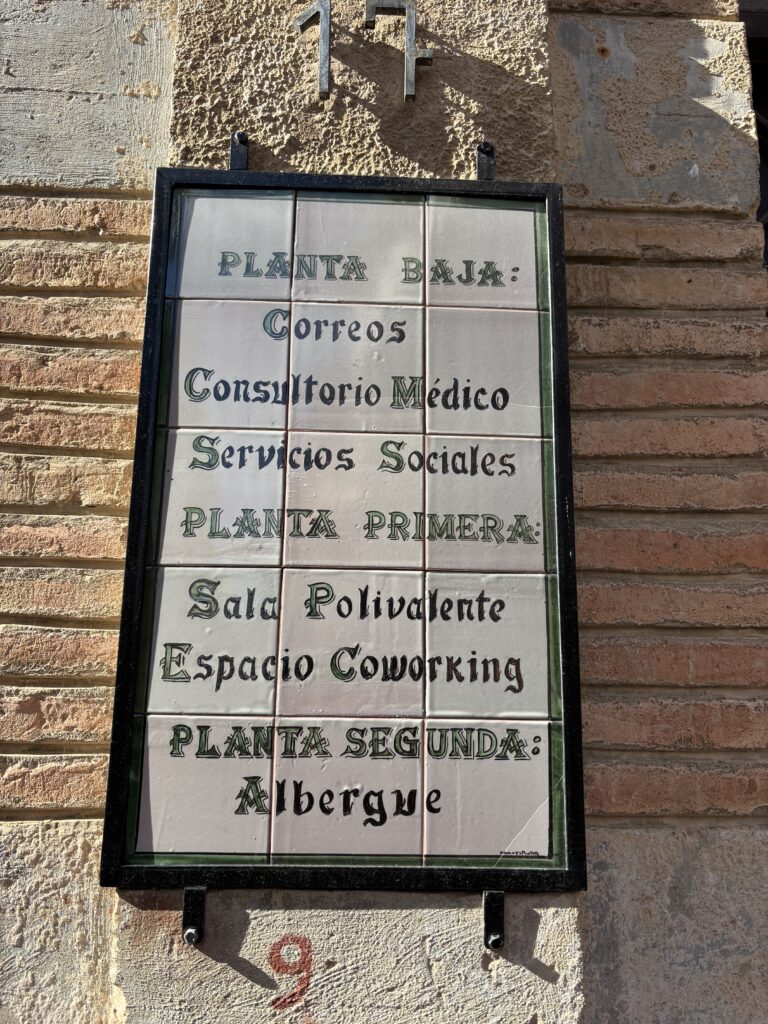 17
PLANTA BAJA:
Correos
Consultorio Médico
Servicios Sociales
PLANTA PRIMERA:
Sala Polivalente
Espacio Coworking
PLANTA SEGUNDA:
Albergue
9